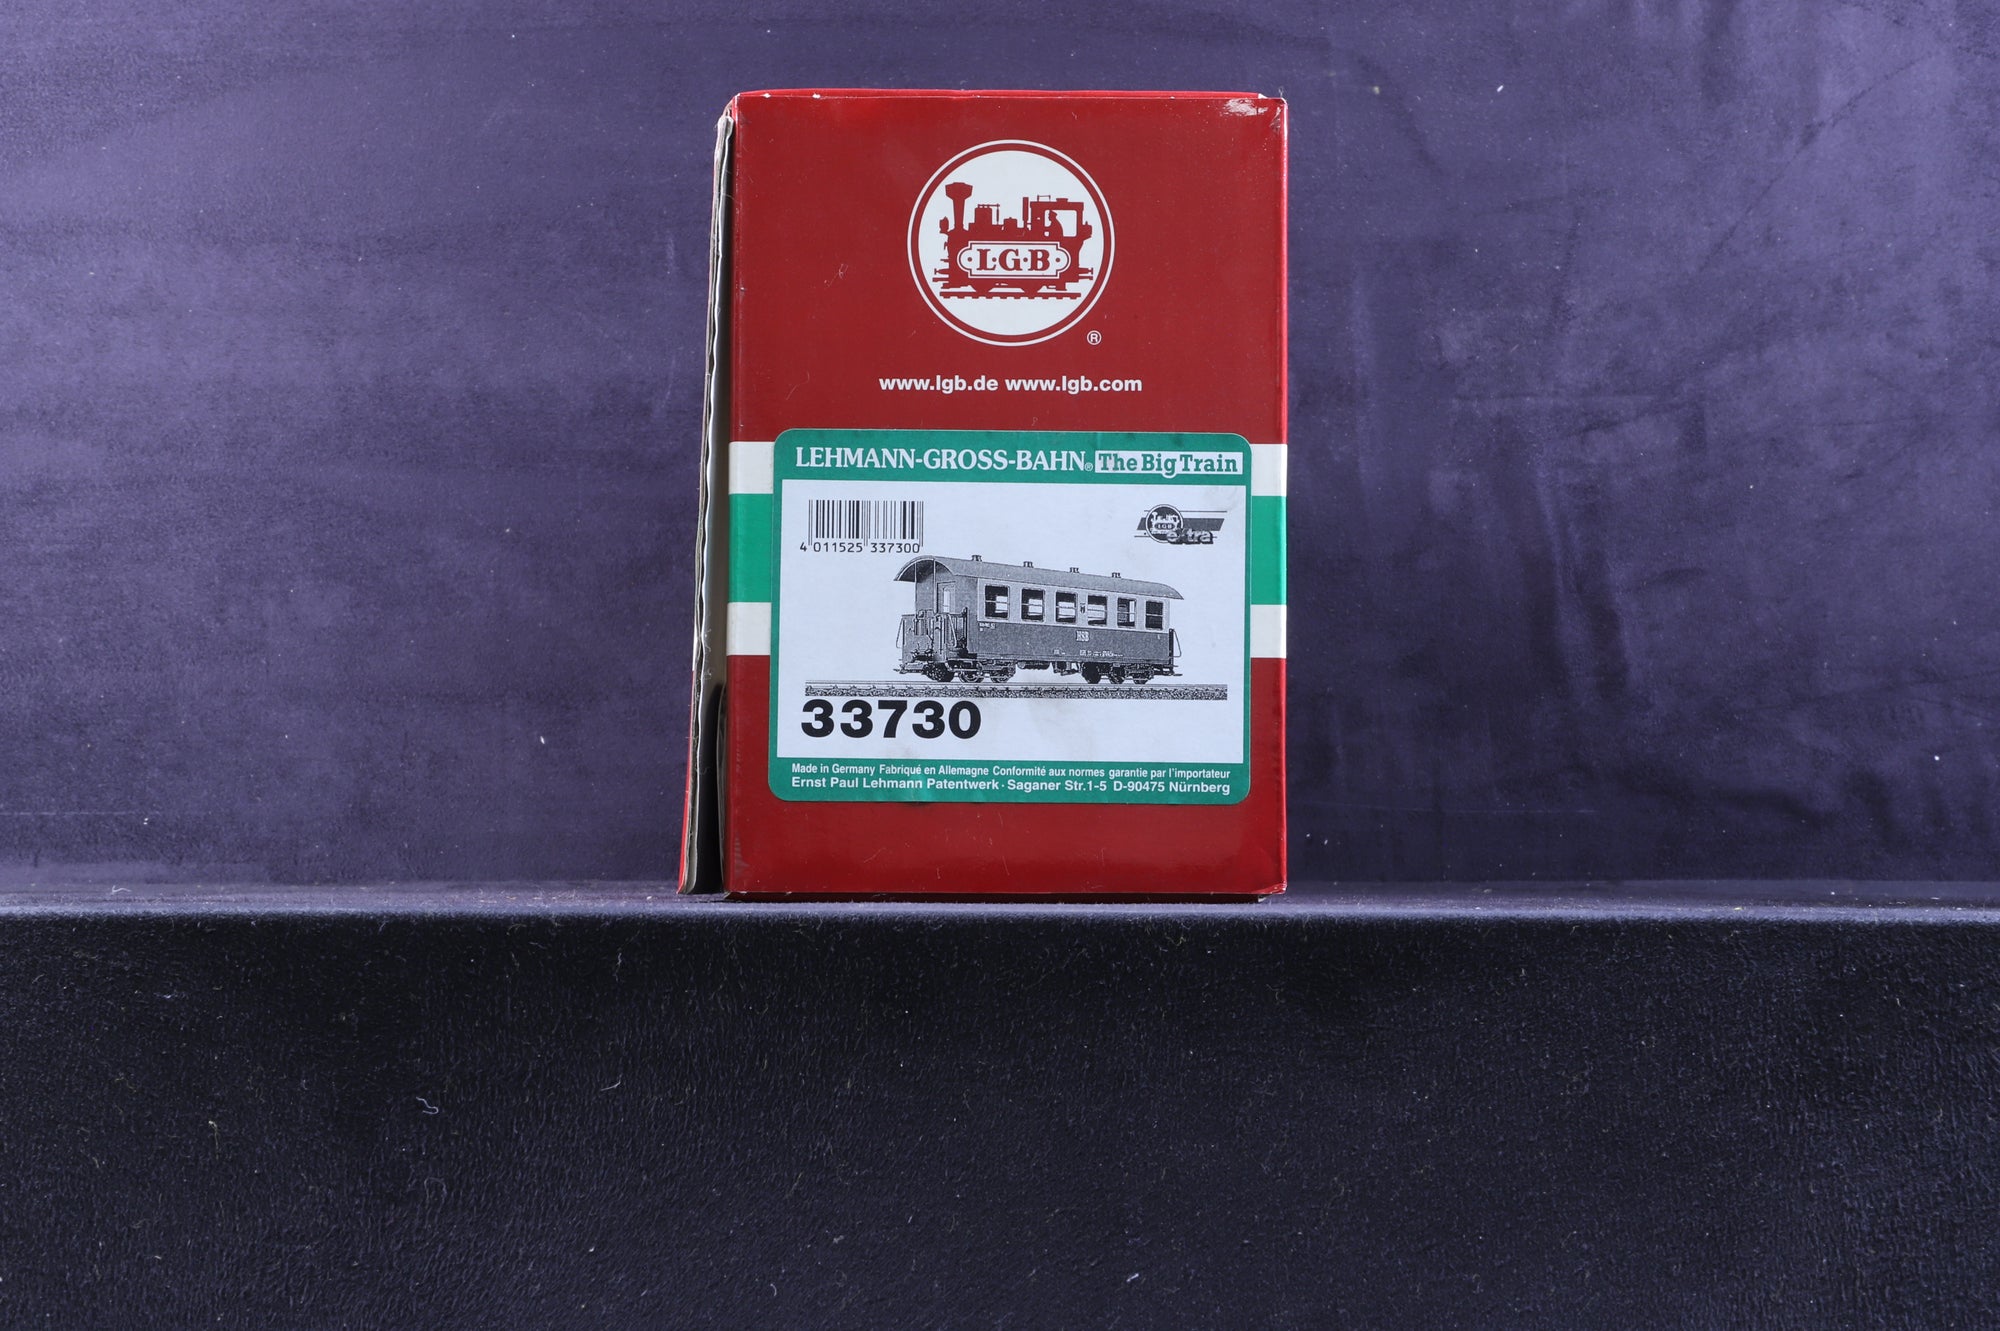 L·G·B
®
www.lgb.de www.lgb.com
LEHMANN-GROSS-BAHN® The Big Train
4 011525 337300
LGB
extra
HSB
33730
Made in Germany Fabriqué en Allemagne Conformité aux normes garantie par l'importateur
Ernst Paul Lehmann Patentwerk · Saganer Str.1-5 D-90475 Nürnberg